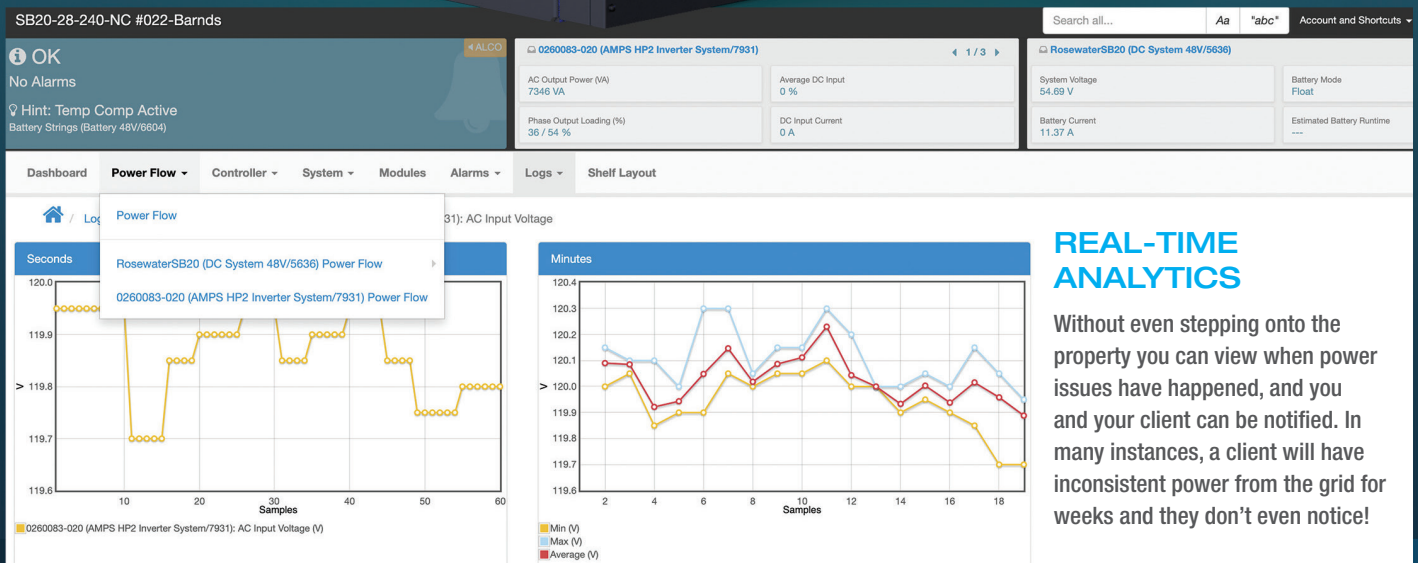 SB20-28-240-NC #022-Barnds
Search all...
Aa
"abc"
Account and Shortcuts
OK
ALCO
No Alarms
Hint: Temp Comp Active
Battery Strings (Battery 48V/6604)
0260083-020 (AMPS HP2 Inverter System/7931)
1 / 3
AC Output Power (VA)
7346 VA
Average DC Input
0 %
Phase Output Loading (%)
36 / 54 %
DC Input Current
0 A
RosewaterSB20 (DC System 48V/5636)
System Voltage
54.69 V
Battery Mode
Float
Battery Current
11.37 A
Estimated Battery Runtime
---
Dashboard
Power Flow
Controller
System
Modules
Alarms
Logs
Shelf Layout
/ Log
31): AC Input Voltage
Power Flow
RosewaterSB20 (DC System 48V/5636) Power Flow
0260083-020 (AMPS HP2 Inverter System/7931) Power Flow
Seconds
120.0
119.9
119.8
119.7
119.6
V
10 20 30 40 50 60
Samples
0260083-020 (AMPS HP2 Inverter System/7931): AC Input Voltage (V)
Minutes
120.4
120.3
120.2
120.1
120.0
119.9
119.8
119.7
119.6
V
2 4 6 8 10 12 14 16 18
Samples
Min (V)
Max (V)
Average (V)
REAL-TIME
ANALYTICS
Without even stepping onto the
property you can view when power
issues have happened, and you
and your client can be notified. In
many instances, a client will have
inconsistent power from the grid for
weeks and they don't even notice!